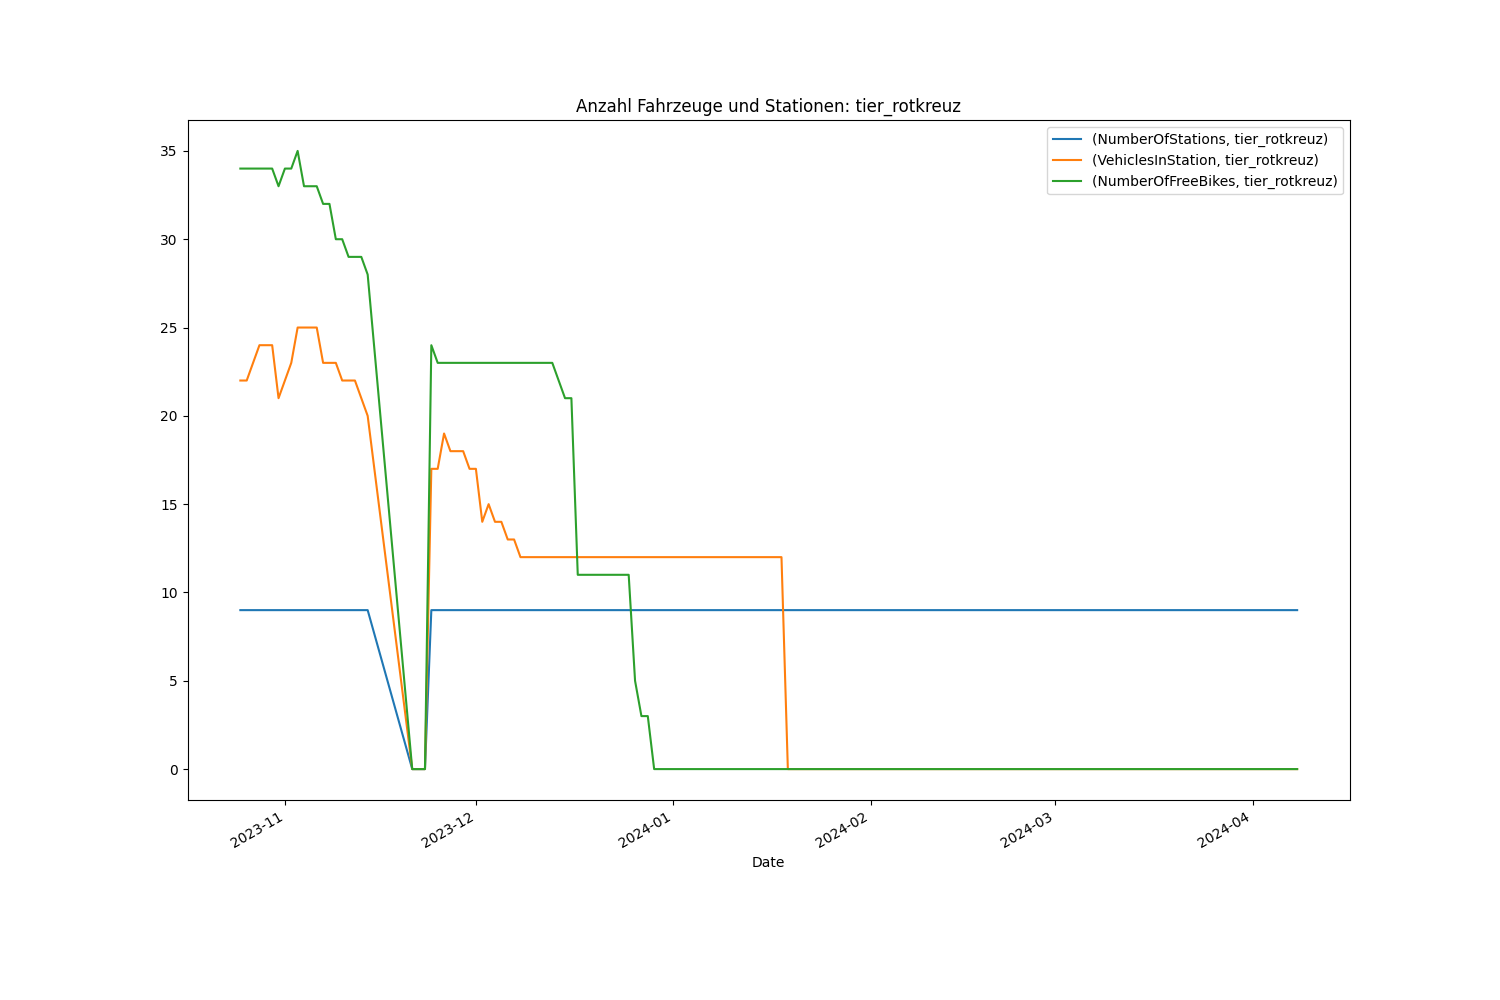 Anzahl Fahrzeuge und Stationen: tier_rotkreuz
(NumberOfStations, tier_rotkreuz)
(VehiclesInStation, tier_rotkreuz)
(NumberOfFreeBikes, tier_rotkreuz)
35
30
25
20
15
10
5
0
2023-11
2023-12
2024-01
2024-02
2024-03
2024-04
Date